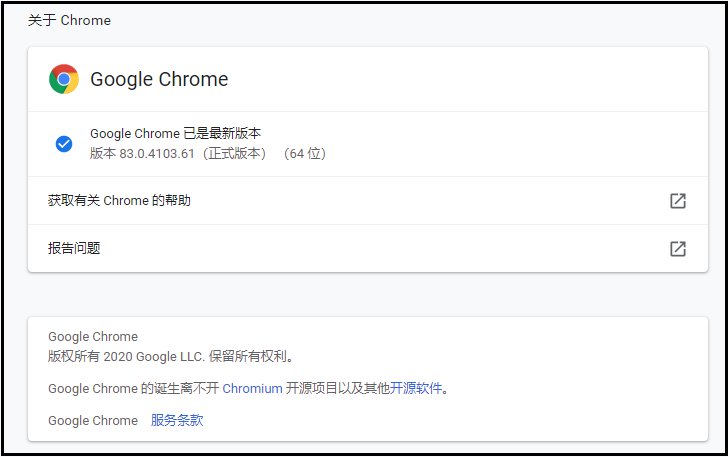 关于 Chrome
Google Chrome
Google Chrome 已是最新版本
版本 83.0.4103.61（正式版本） （64 位）
获取有关 Chrome 的帮助
报告问题
Google Chrome
版权所有 2020 Google LLC. 保留所有权利。
Google Chrome 的诞生离不开 Chromium 开源项目以及其他开源软件。
Google Chrome 服务条款